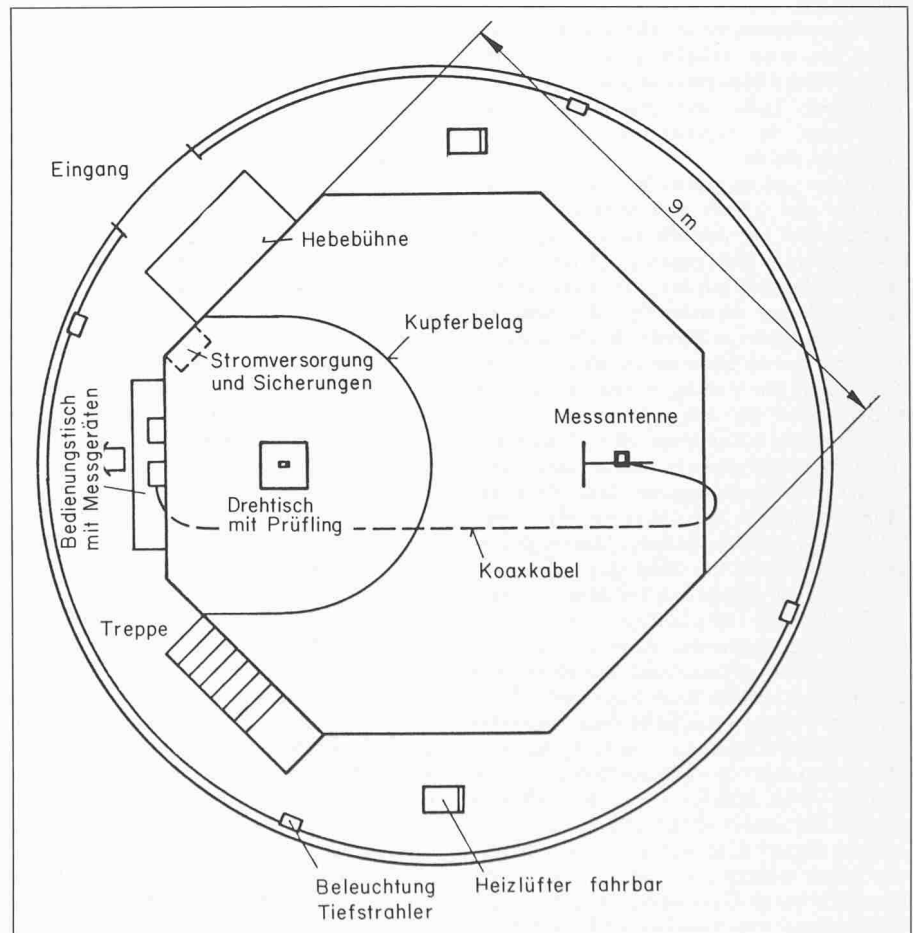 9 m
Eingang
Hebebühne
Kupferbelag
Stromversorgung
und Sicherungen
Messantenne
Bedienungstisch
mit Messgeräten
Drehtisch
mit Prüfling
Koaxkabel
Treppe
Beleuchtung
Tiefstrahler
Heizlüfter fahrbar